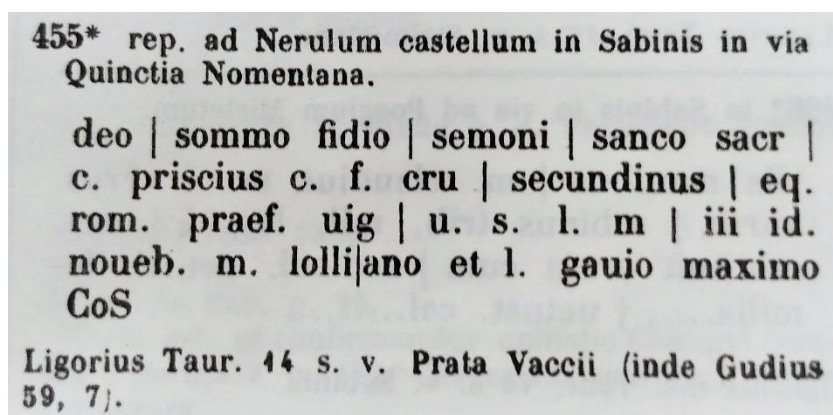 455* rep. ad Nerulum castellum in Sabinis in via
Quinctia Nomentana.
deo | sommo fidio | semoni | sanco sacr |
c. priscius c. f. cru | secundinus | eq.
rom. praef. uig | u. s. l. m | iii id.
noueb. m. lolli|ano et l. gauio maximo
CoS
Ligorius Taur. 14 s. v. Prata Vaccii (inde Gudius
59, 7).